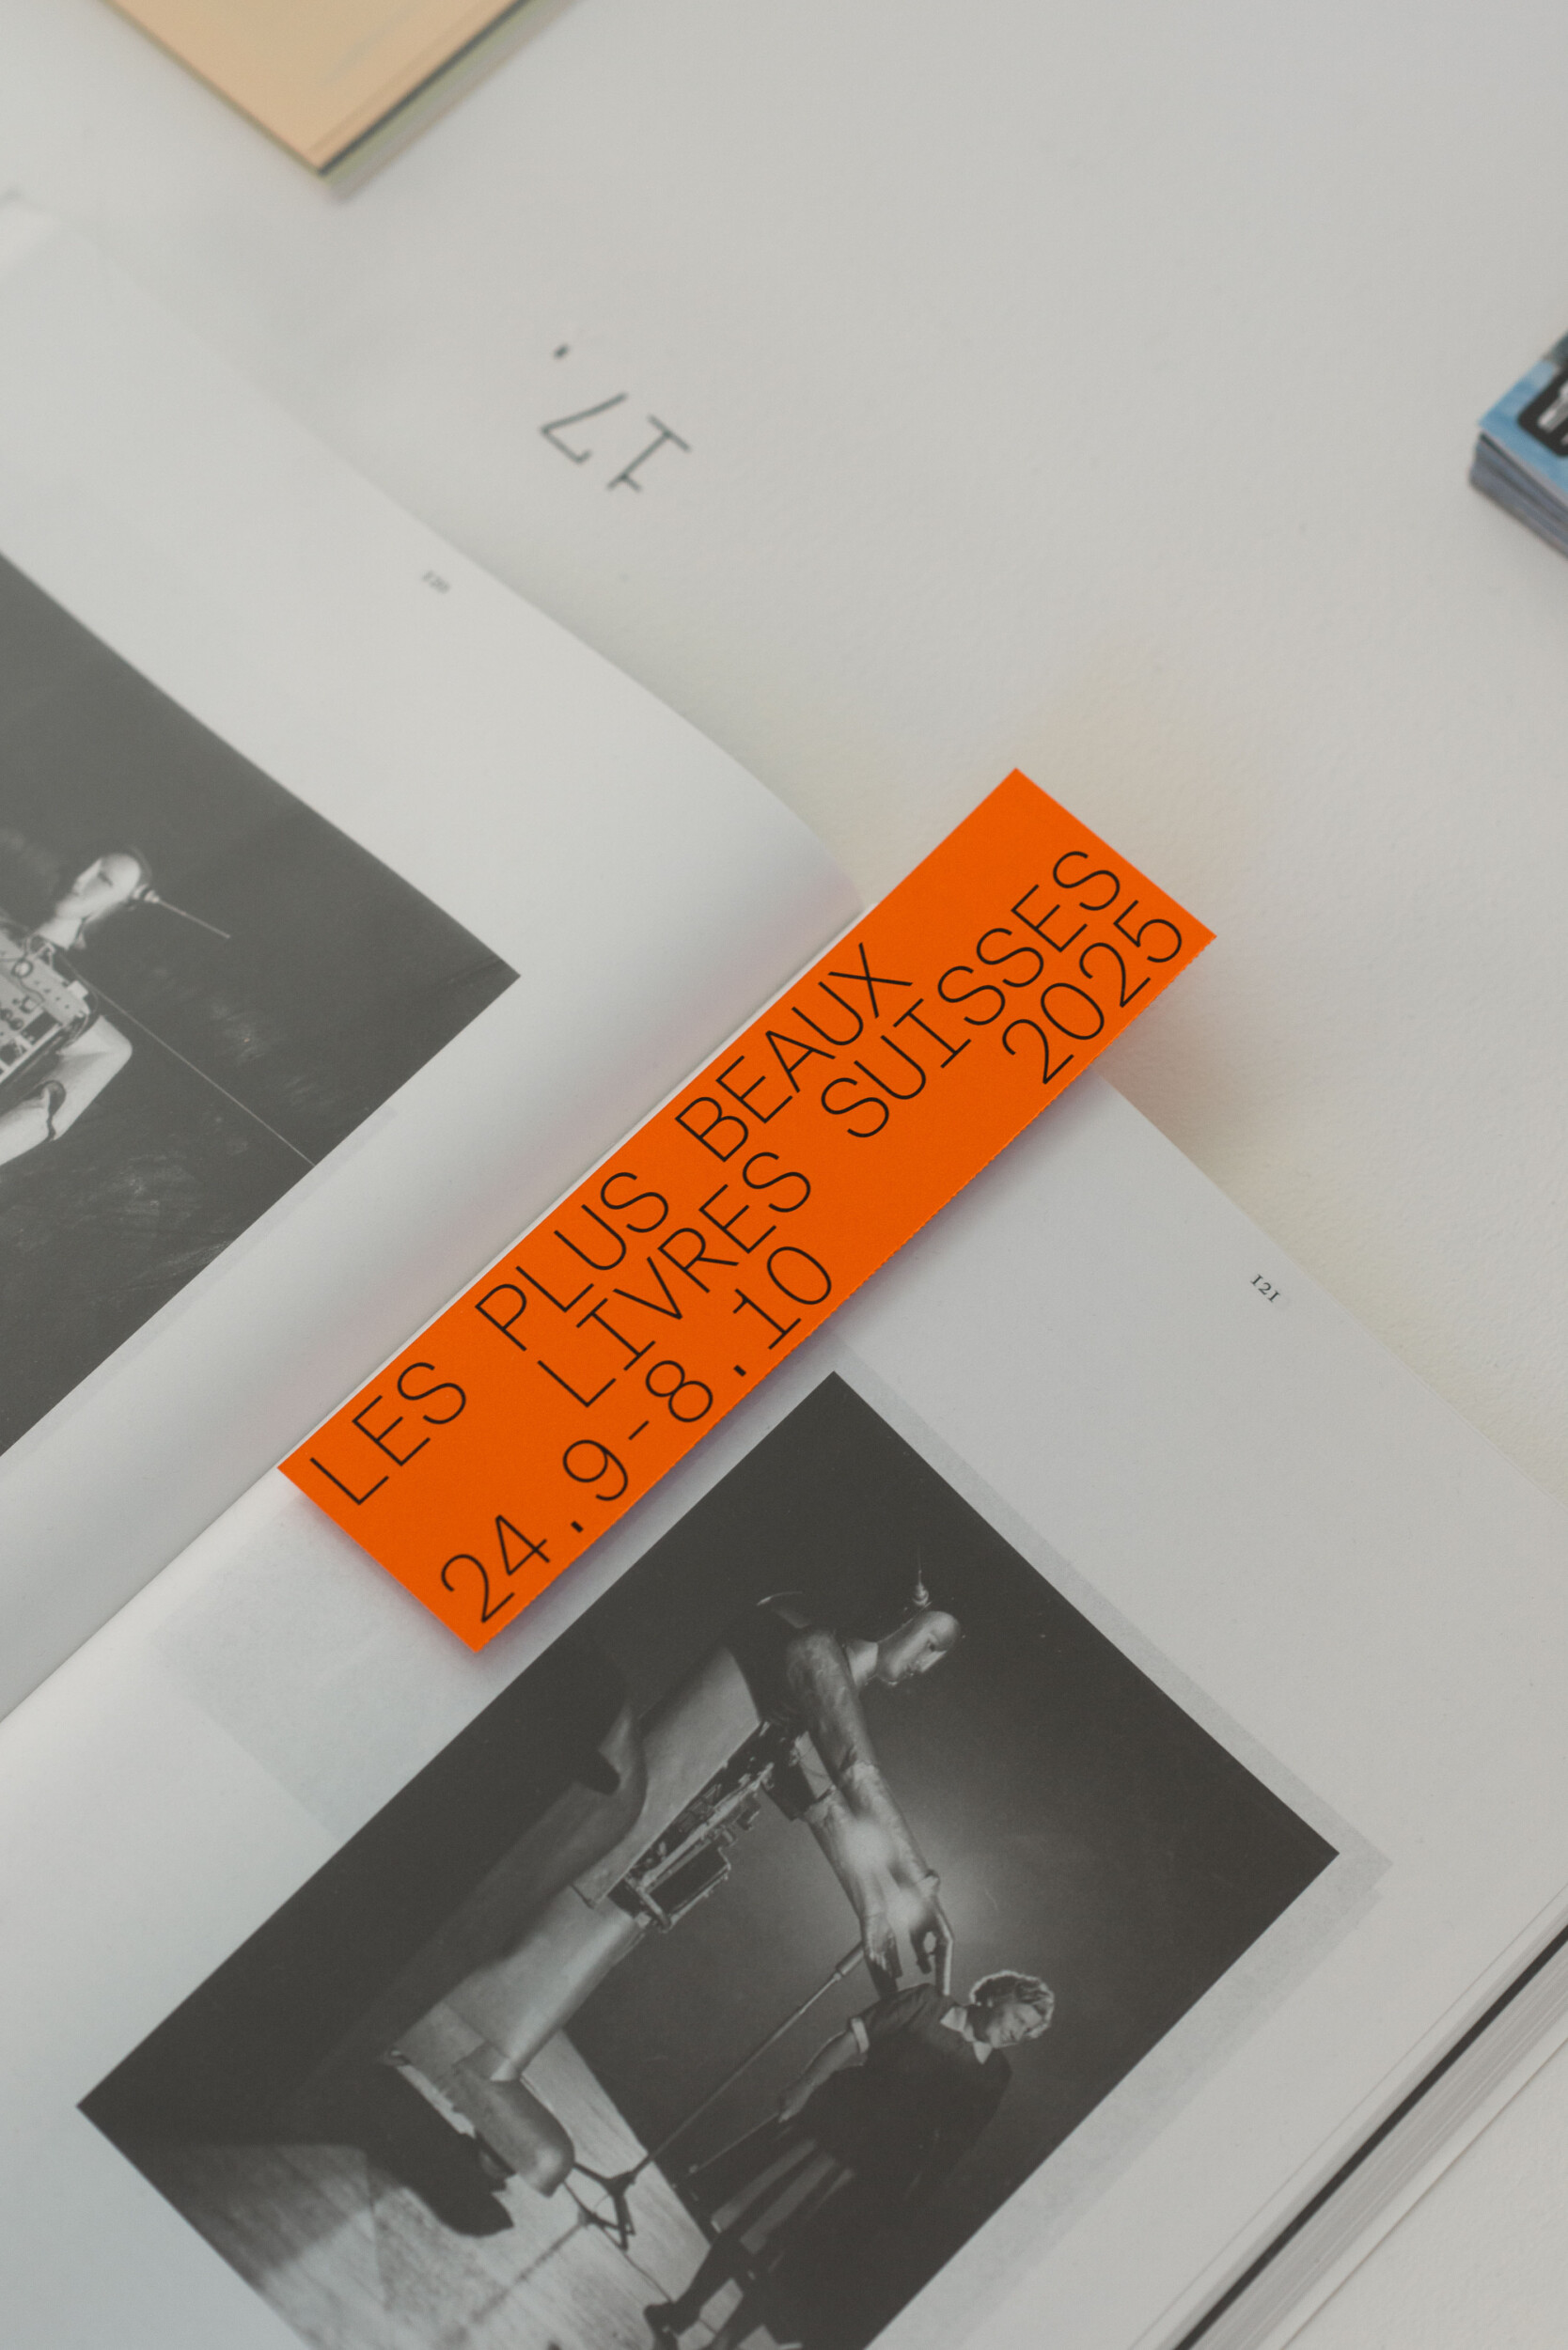 17.
120
LES PLUS BEAUX
LIVRES SUISSES
24.9-8.10 2025
121